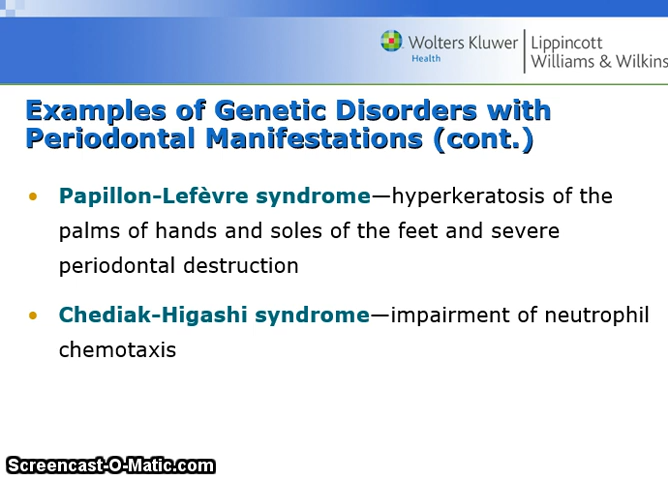 Wolters Kluwer
Health
Lippincott
Williams & Wilkins
Examples of Genetic Disorders with
Periodontal Manifestations (cont.)
• Papillon-Lefèvre syndrome—hyperkeratosis of the
palms of hands and soles of the feet and severe
periodontal destruction
• Chediak-Higashi syndrome—impairment of neutrophil
chemotaxis
Screencast-O-Matic.com